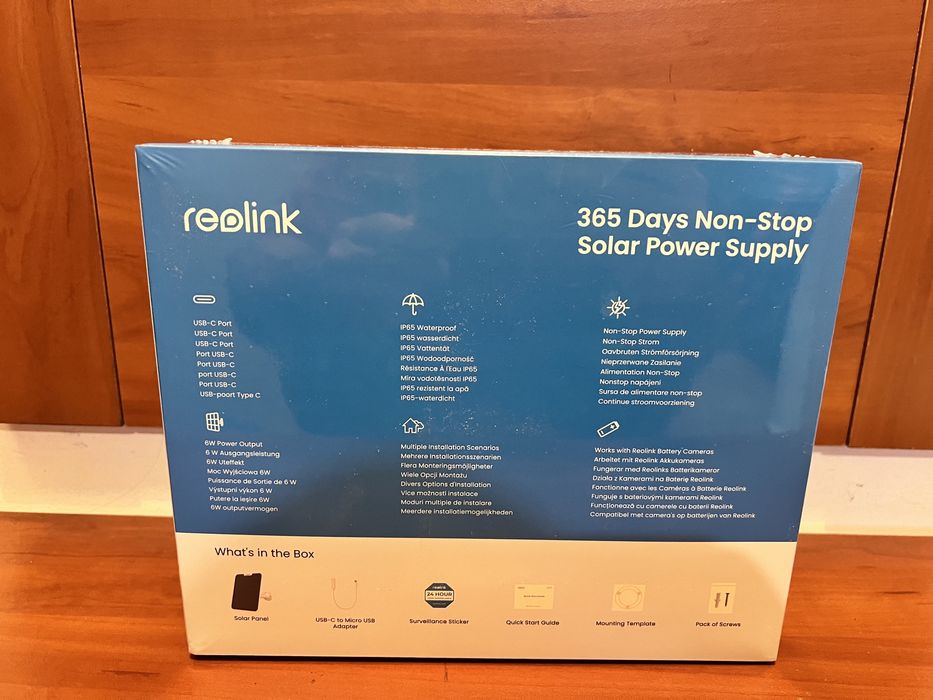 reolink
365 Days Non-Stop
Solar Power Supply
USB-C Port
USB-C Port
USB-C Port
Port USB-C
Port USB-C
port USB-C
Port USB-C
USB-poort Type C
IP65 Waterproof
IP65 wasserdicht
IP65 Vattentät
IP65 Wodoodporność
Résistance À l'Eau IP65
Míra vodotěsnosti IP65
IP65 rezistent la apă
IP65-waterdicht
Non-Stop Power Supply
Non-Stop Strom
Oavbruten Strömförsörjning
Nieprzerwane Zasilanie
Alimentation Non-Stop
Nonstop napájení
Sursa de alimentare non-stop
Continue stroomvoorziening
6W Power Output
6 W Ausgangsleistung
6W Uteffekt
Moc Wyjściowa 6W
Puissance de Sortie de 6 W
Výstupní výkon 6 W
Putere la ieșire 6W
6W outputvermogen
Multiple Installation Scenarios
Mehrere Installationsszenarien
Flera Monteringsmöjligheter
Wiele Opcji Montażu
Divers Options d'Installation
Více možností instalace
Moduri multiple de instalare
Meerdere installatiemogelijkheden
Works with Reolink Battery Cameras
Arbeitet mit Reolink Akkukameras
Fungerar med Reolinks Batterikameror
Działa z Kamerami na Baterię Reolink
Fonctionne avec les Caméras à Batterie Reolink
Funguje s bateriovými kamerami Reolink
Funcționează cu camerele cu baterii Reolink
Compatibel met camera's op batterijen van Reolink
What's in the Box
reolink
24 HOUR
Quick Start Guide
Solar Panel
USB-C to Micro USB
Adapter
Surveillance Sticker
Quick Start Guide
Mounting Template
Pack of Screws